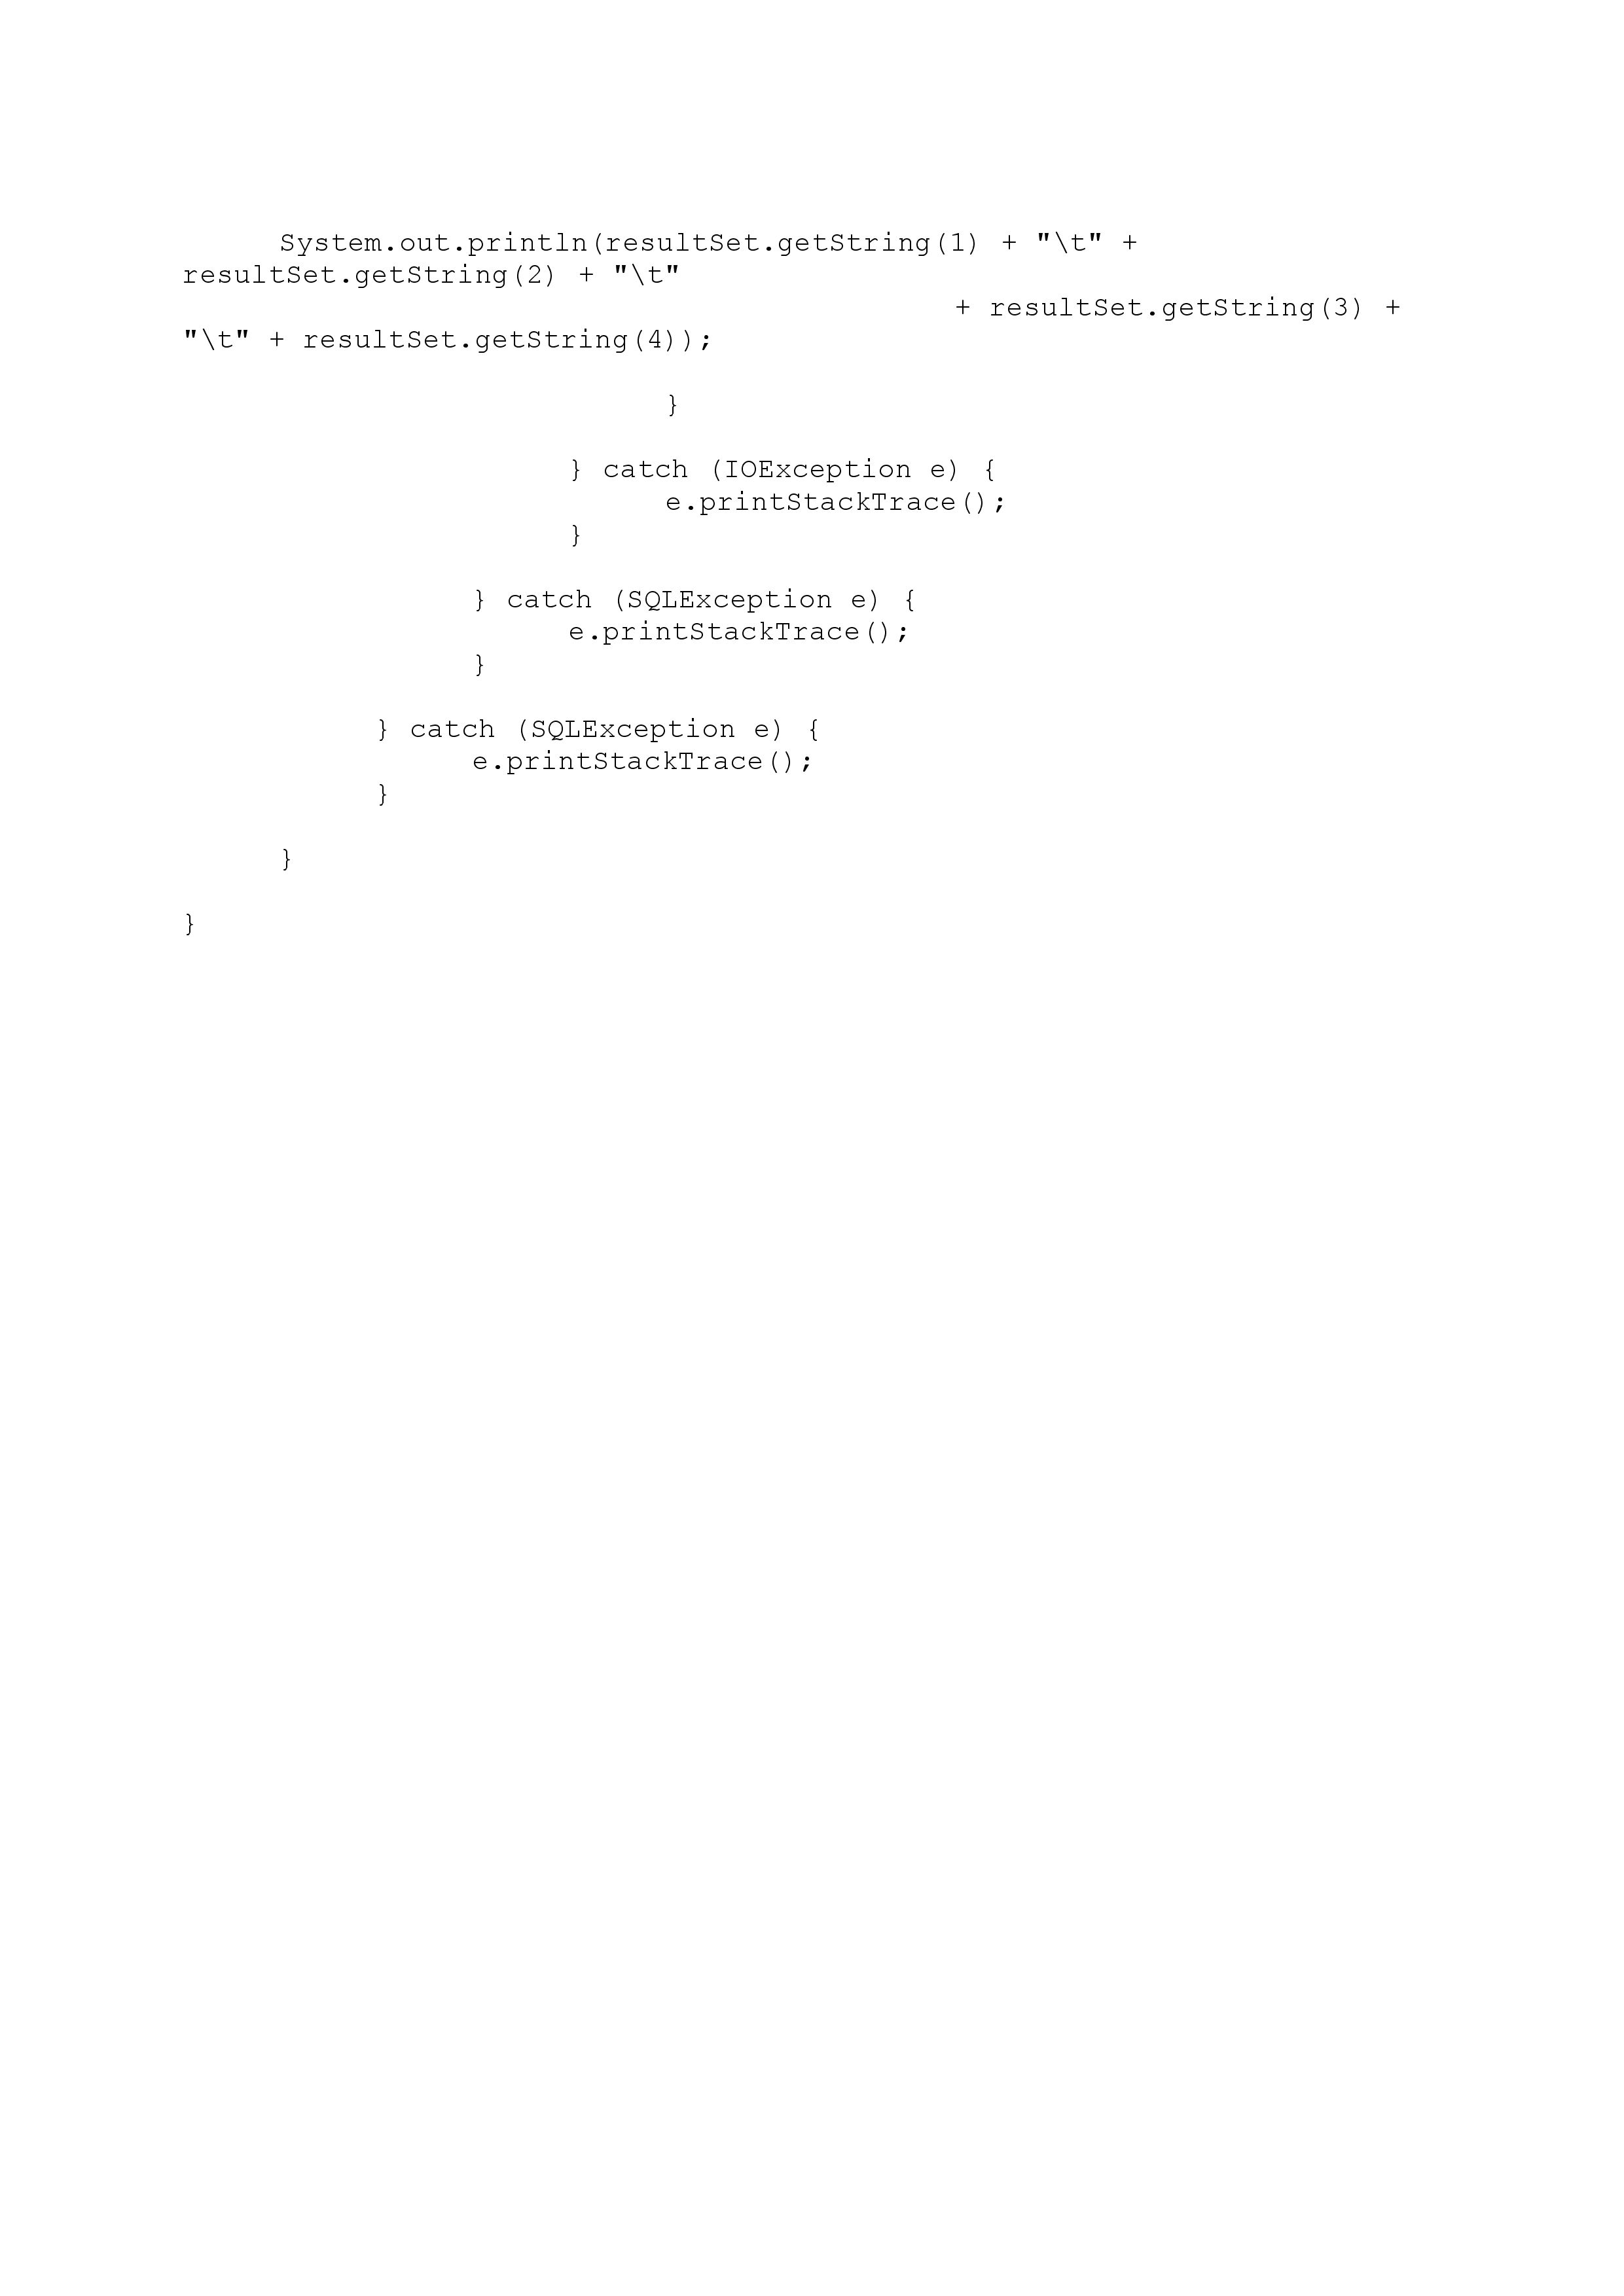 System.out.println(resultSet.getString(1) + "\t" +
resultSet.getString(2) + "\t"
+ resultSet.getString(3) +
"\t" + resultSet.getString(4));
}
} catch (IOException e) {
e.printStackTrace();
}
} catch (SQLException e) {
e.printStackTrace();
}
} catch (SQLException e) {
e.printStackTrace();
}
}
}